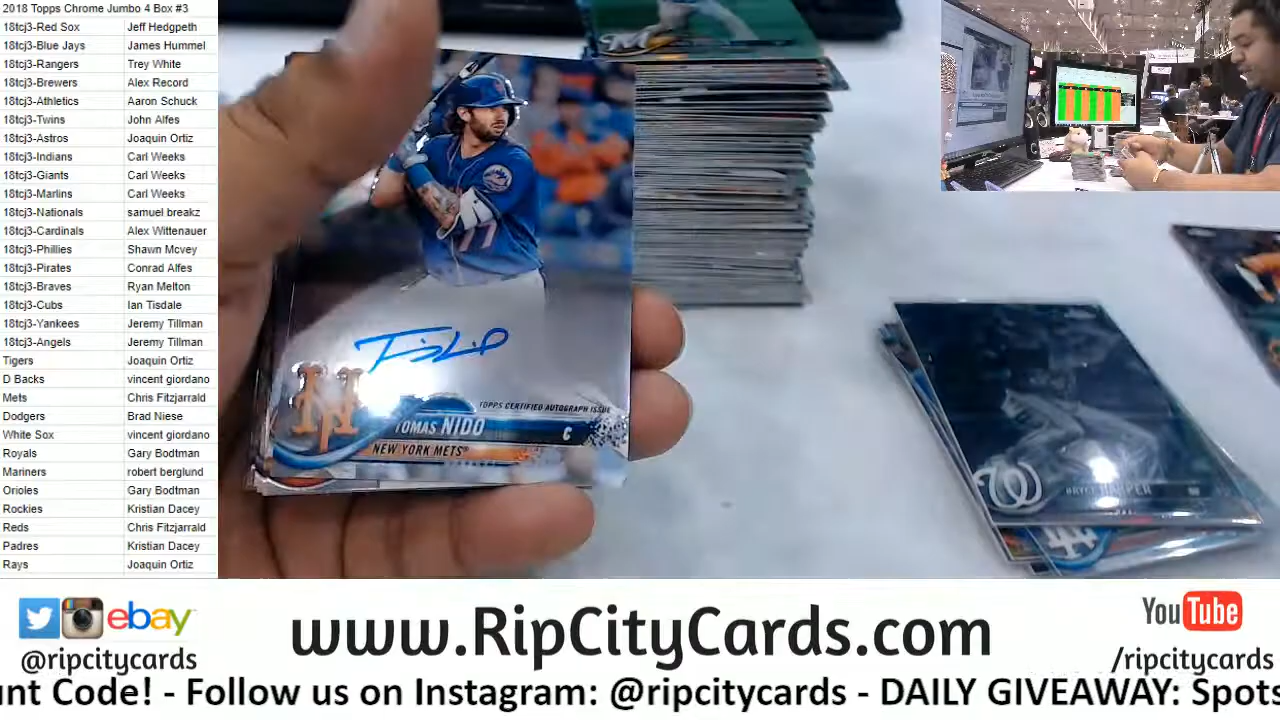 2018 Topps Chrome Jumbo 4 Box #3
18tcj3-Red Sox Jeff Hedgpeth
18tcj3-Blue Jays James Hummel
18tcj3-Rangers Trey White
18tcj3-Brewers Alex Record
18tcj3-Athletics Aaron Schuck
18tcj3-Twins John Alfes
18tcj3-Astros Joaquin Ortiz
18tcj3-Indians Carl Weeks
18tcj3-Giants Carl Weeks
18tcj3-Marlins Carl Weeks
18tcj3-Nationals samuel breakz
18tcj3-Cardinals Alex Wittenauer
18tcj3-Phillies Shawn Mcvey
18tcj3-Pirates Conrad Alfes
18tcj3-Braves Ryan Melton
18tcj3-Cubs Ian Tisdale
18tcj3-Yankees Jeremy Tillman
18tcj3-Angels Jeremy Tillman
Tigers Joaquin Ortiz
D Backs vincent giordano
Mets Chris Fitzjarrald
Dodgers Brad Niese
White Sox vincent giordano
Royals Gary Bodtman
Mariners robert berglund
Orioles Gary Bodtman
Rockies Kristian Dacey
Reds Chris Fitzjarrald
Padres Kristian Dacey
Rays Joaquin Ortiz
77
NY
TOPPS CERTIFIED AUTOGRAPH ISSUE
TOMAS NIDO C
NEW YORK METS
W
BRYCE HARPER
ebay
@ripcitycards
www.RipCityCards.com
YouTube
/ripcitycards
unt Code! - Follow us on Instagram: @ripcitycards - DAILY GIVEAWAY: Spots